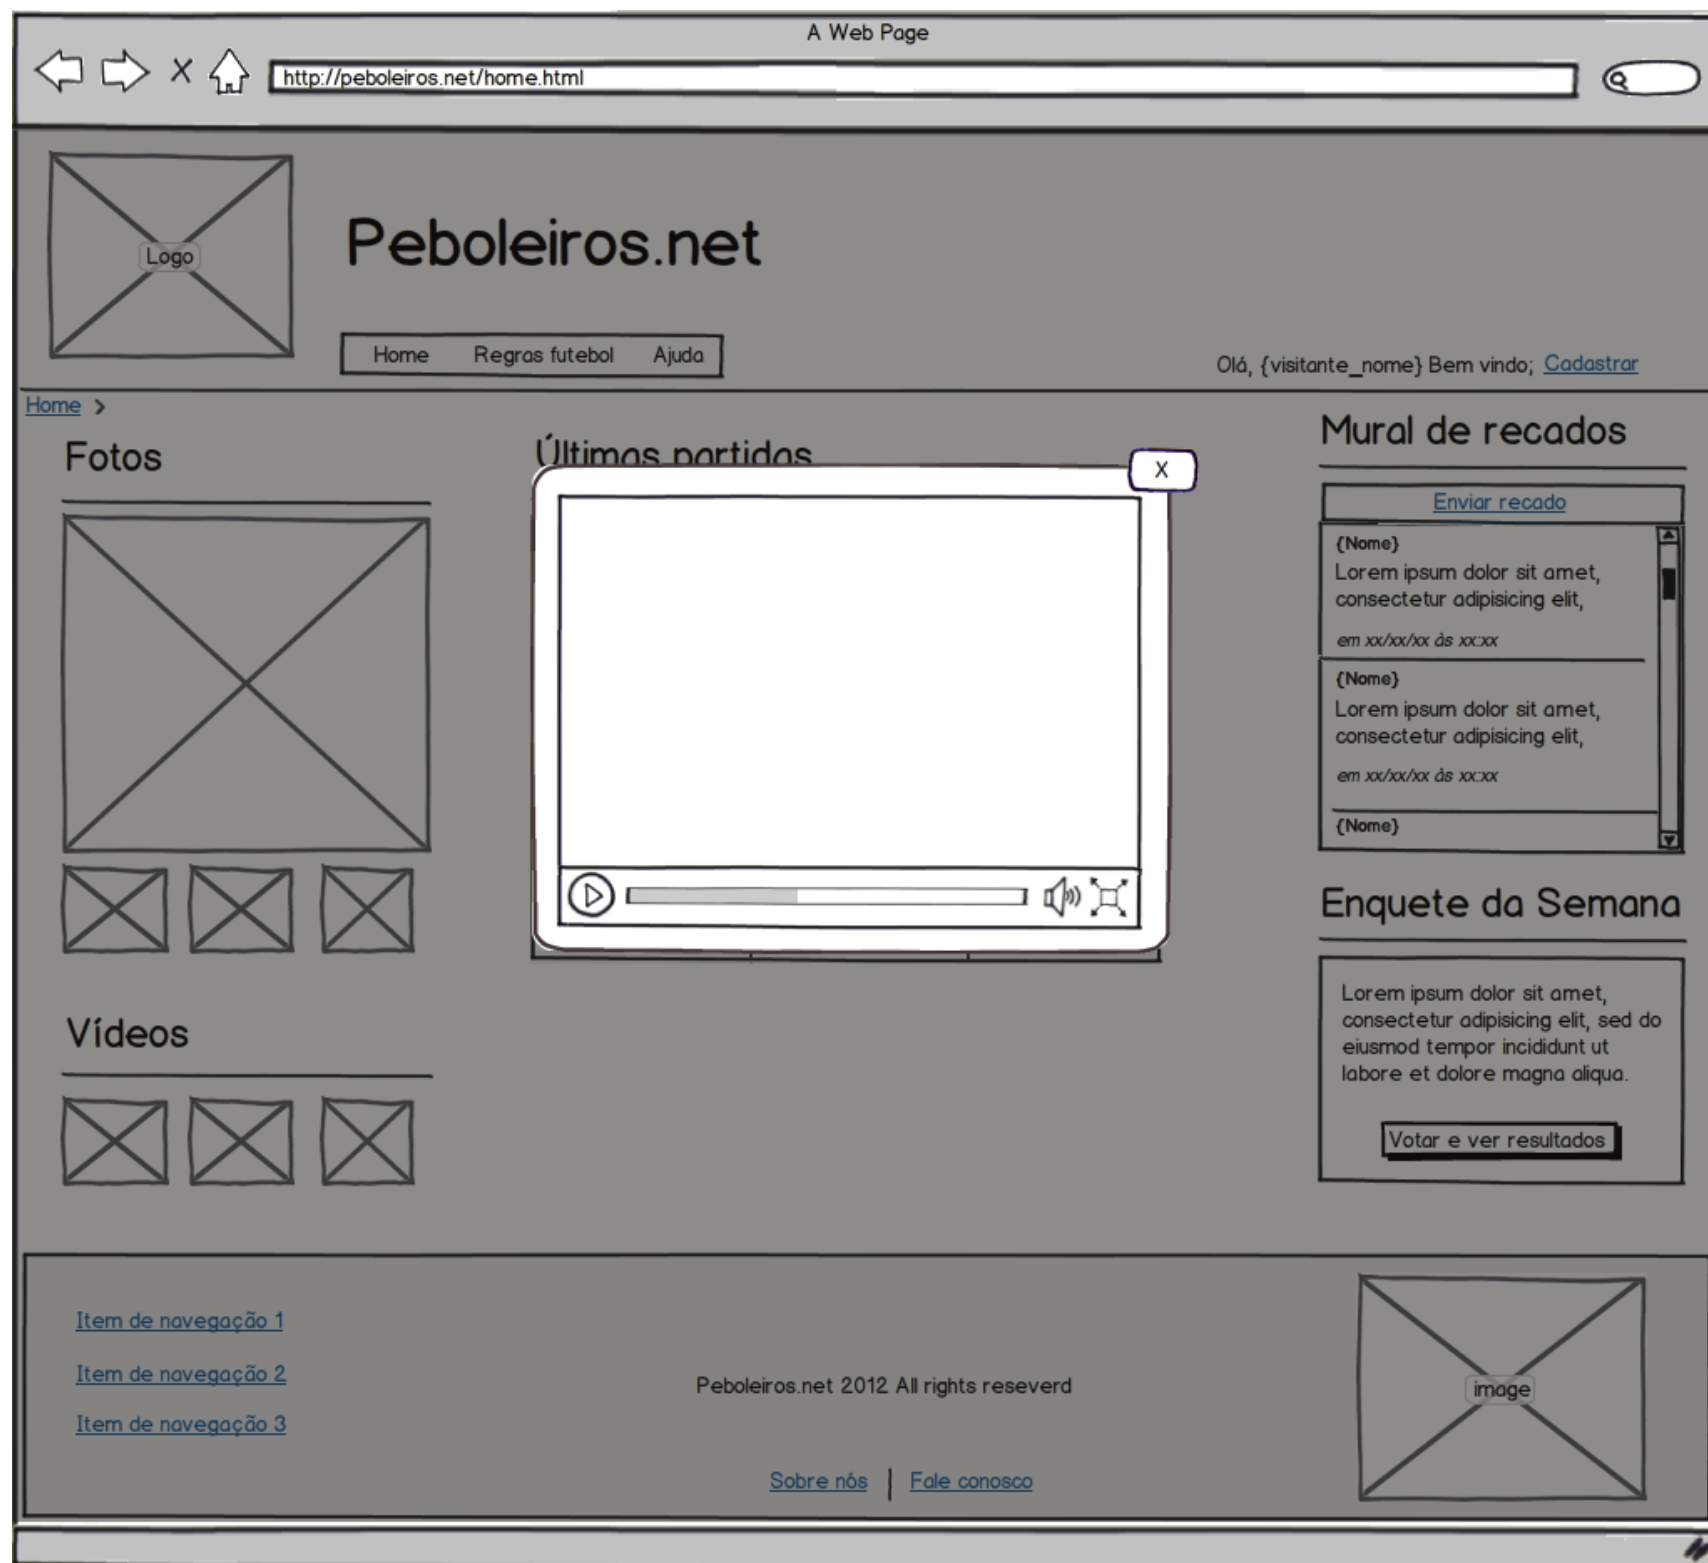 A Web Page
X
http://peboleiros.net/home.html
Logo
Peboleiros.net
Home Regras futebol Ajuda
Olá, {visitante_nome} Bem vindo; Cadastrar
Home >
Fotos
Últimas partidas
X
Mural de recados
Enviar recado
{Nome}
Lorem ipsum dolor sit amet,
consectetur adipisicing elit,
em xx/xx/xx às xx:xx
{Nome}
Lorem ipsum dolor sit amet,
consectetur adipisicing elit,
em xx/xx/xx às xx:xx
{Nome}
Enquete da Semana
Lorem ipsum dolor sit amet,
consectetur adipisicing elit, sed do
eiusmod tempor incididunt ut
labore et dolore magna aliqua.
Votar e ver resultados
Vídeos
Item de navegação 1
Item de navegação 2
Item de navegação 3
Peboleiros.net 2012 All rights reseverd
Sobre nós | Fale conosco
image